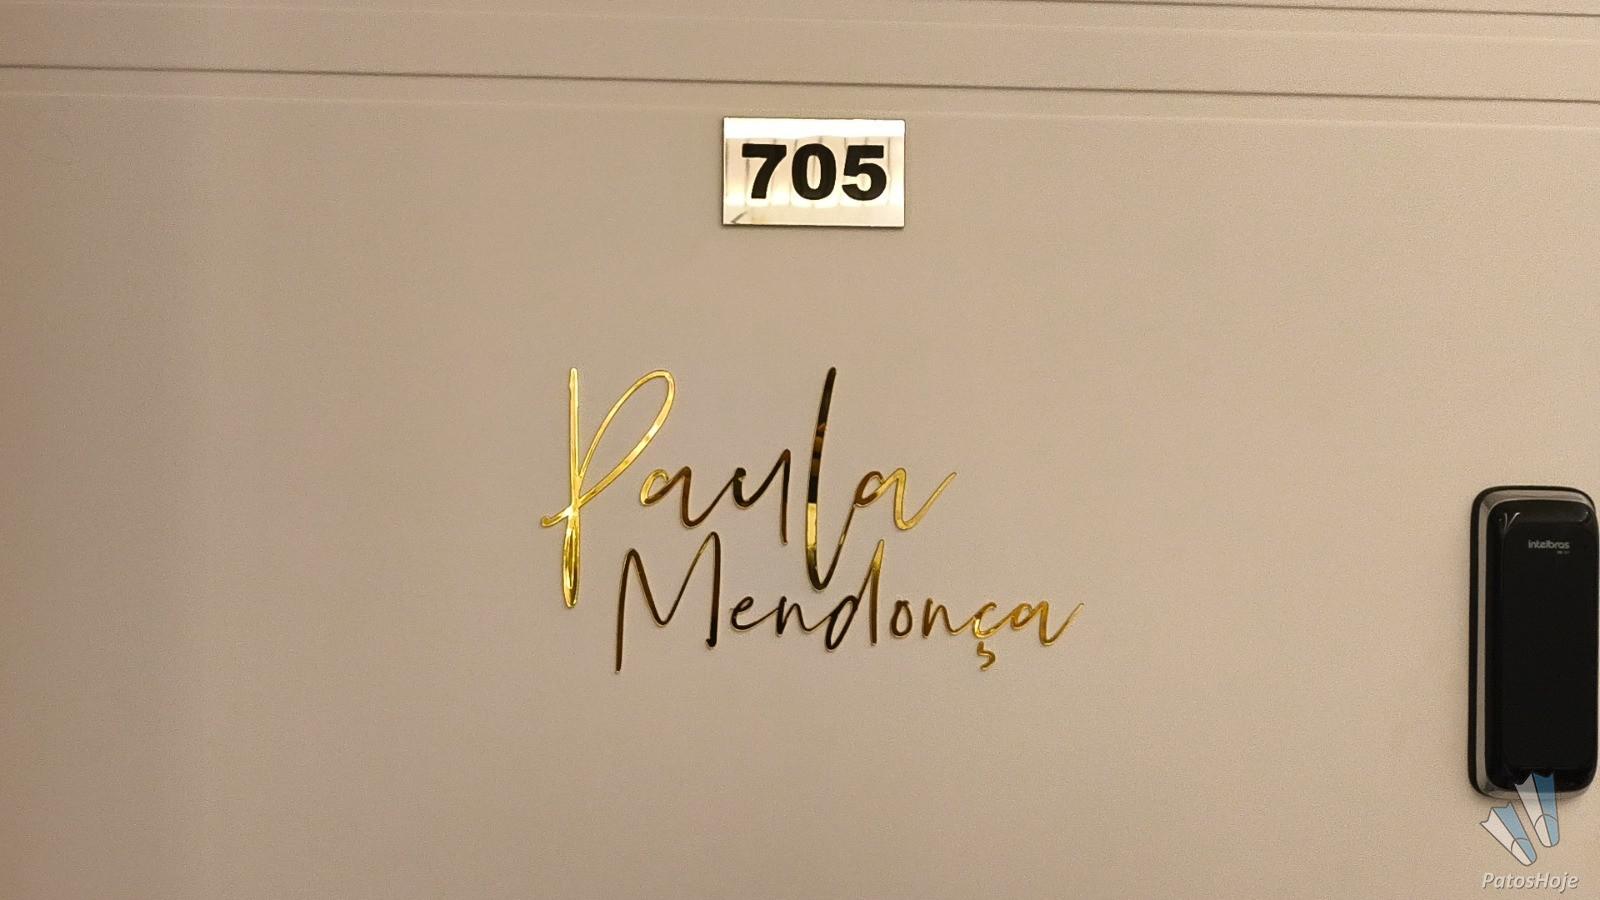 705
Paula
Mendonça
intelbras
PatosHoje